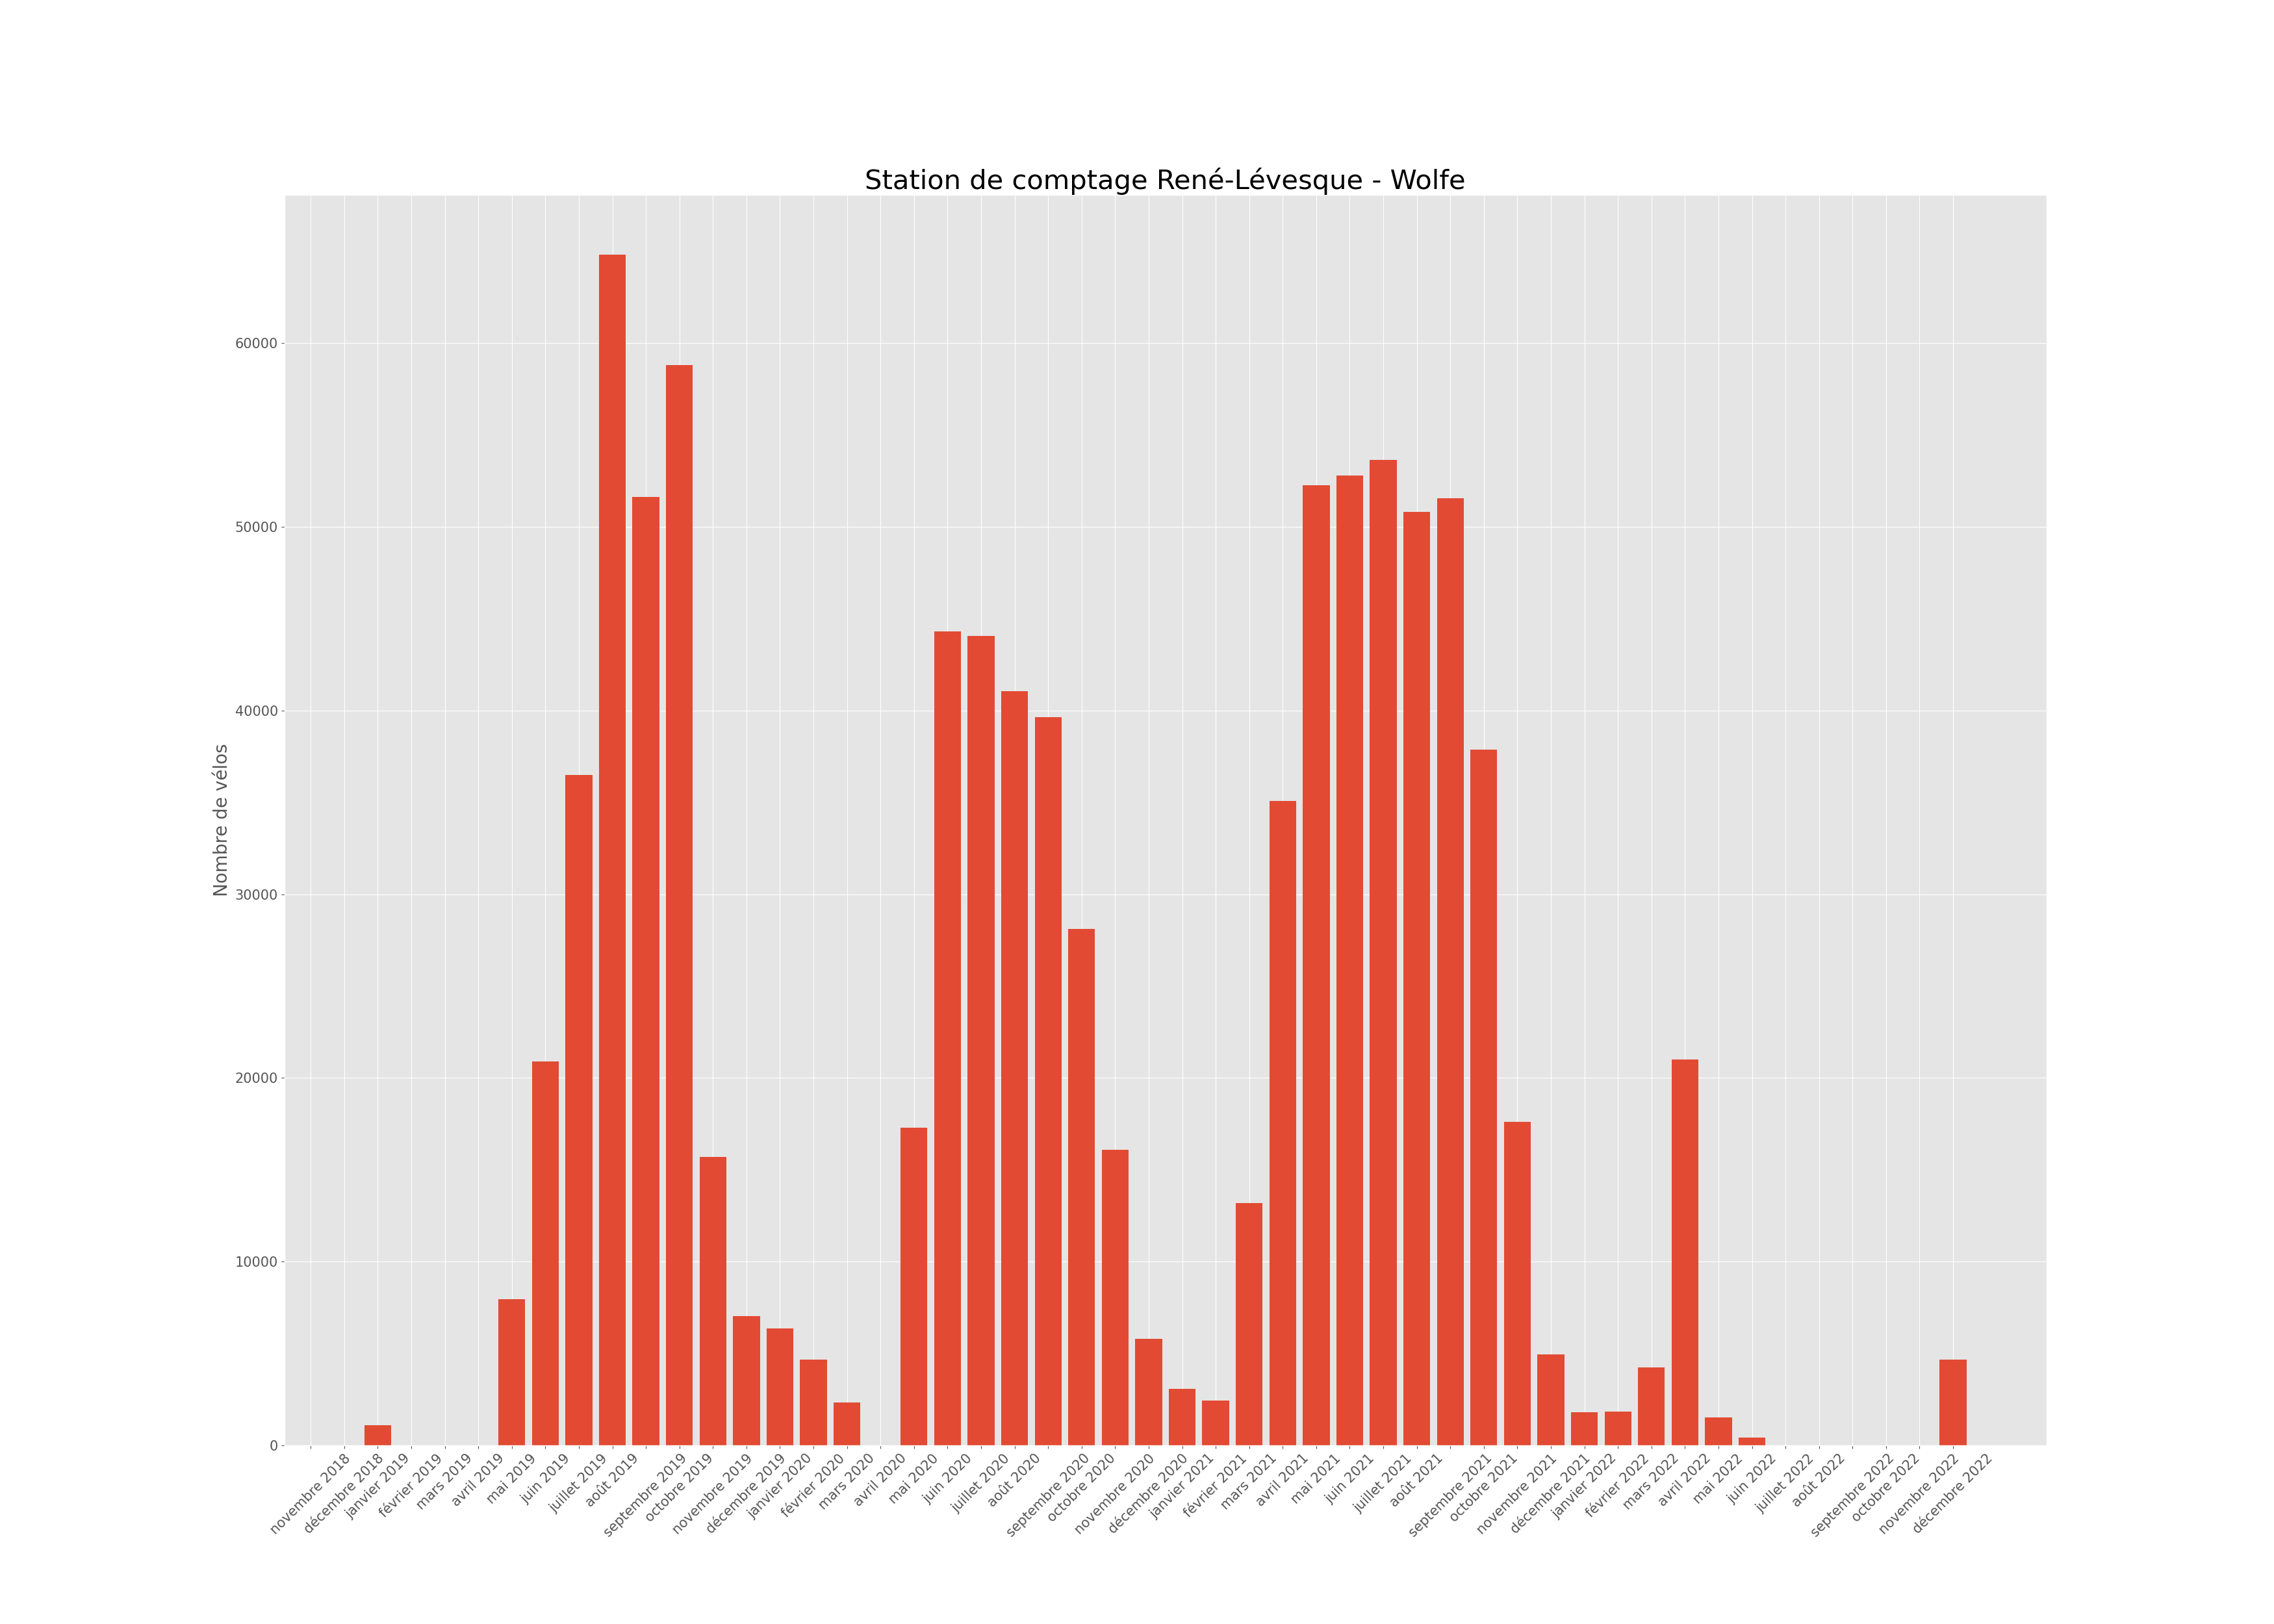 Station de comptage René-Lévesque - Wolfe
Nombre de vélos
60000
50000
40000
30000
20000
10000
0
novembre 2018
décembre 2018
janvier 2019
février 2019
mars 2019
avril 2019
mai 2019
juin 2019
juillet 2019
août 2019
septembre 2019
octobre 2019
novembre 2019
décembre 2019
janvier 2020
février 2020
mars 2020
avril 2020
mai 2020
juin 2020
juillet 2020
août 2020
septembre 2020
octobre 2020
novembre 2020
décembre 2020
janvier 2021
février 2021
mars 2021
avril 2021
mai 2021
juin 2021
juillet 2021
août 2021
septembre 2021
octobre 2021
novembre 2021
décembre 2021
janvier 2022
février 2022
mars 2022
avril 2022
mai 2022
juin 2022
juillet 2022
août 2022
septembre 2022
octobre 2022
novembre 2022
décembre 2022